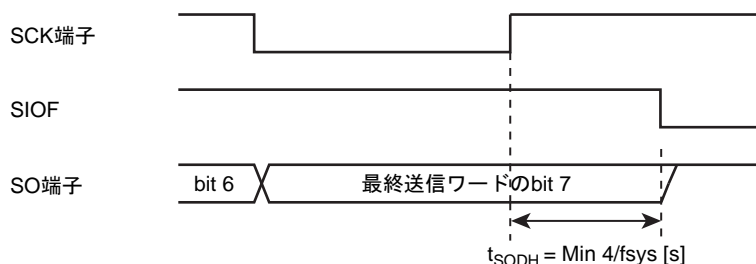 SCK端子
SIOF
SO端子
bit 6
最終送信ワードのbit 7
tSODH = Min 4/fsys [s]